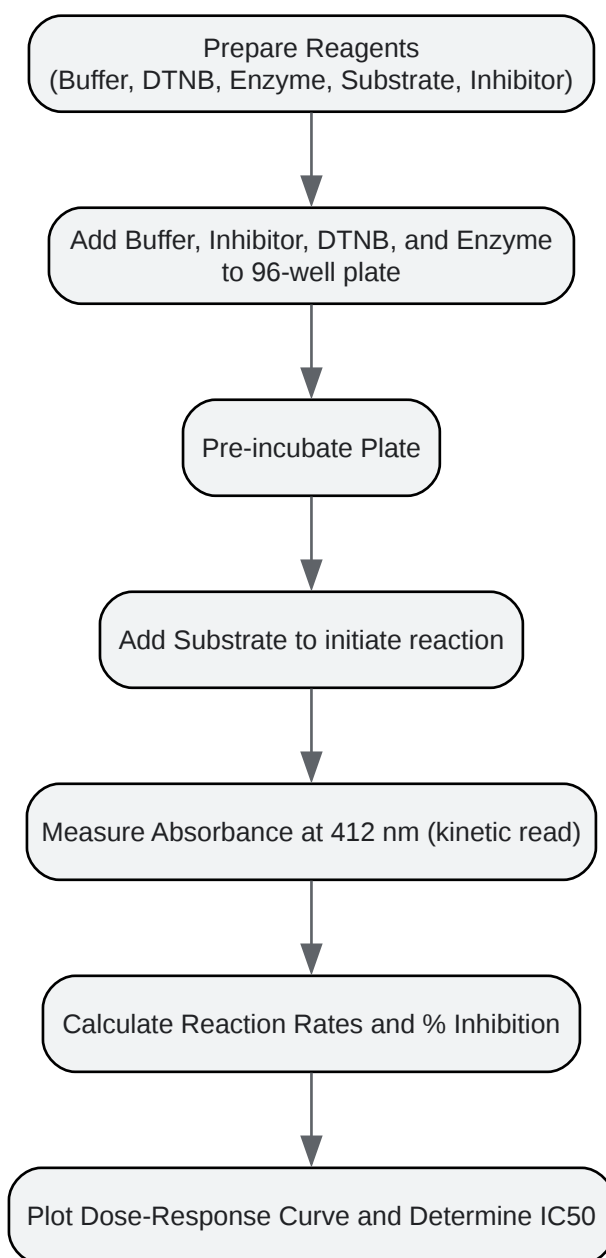 Prepare Reagents
(Buffer, DTNB, Enzyme, Substrate, Inhibitor)
Add Buffer, Inhibitor, DTNB, and Enzyme
to 96-well plate
Pre-incubate Plate
Add Substrate to initiate reaction
Measure Absorbance at 412 nm (kinetic read)
Calculate Reaction Rates and % Inhibition
Plot Dose-Response Curve and Determine IC50